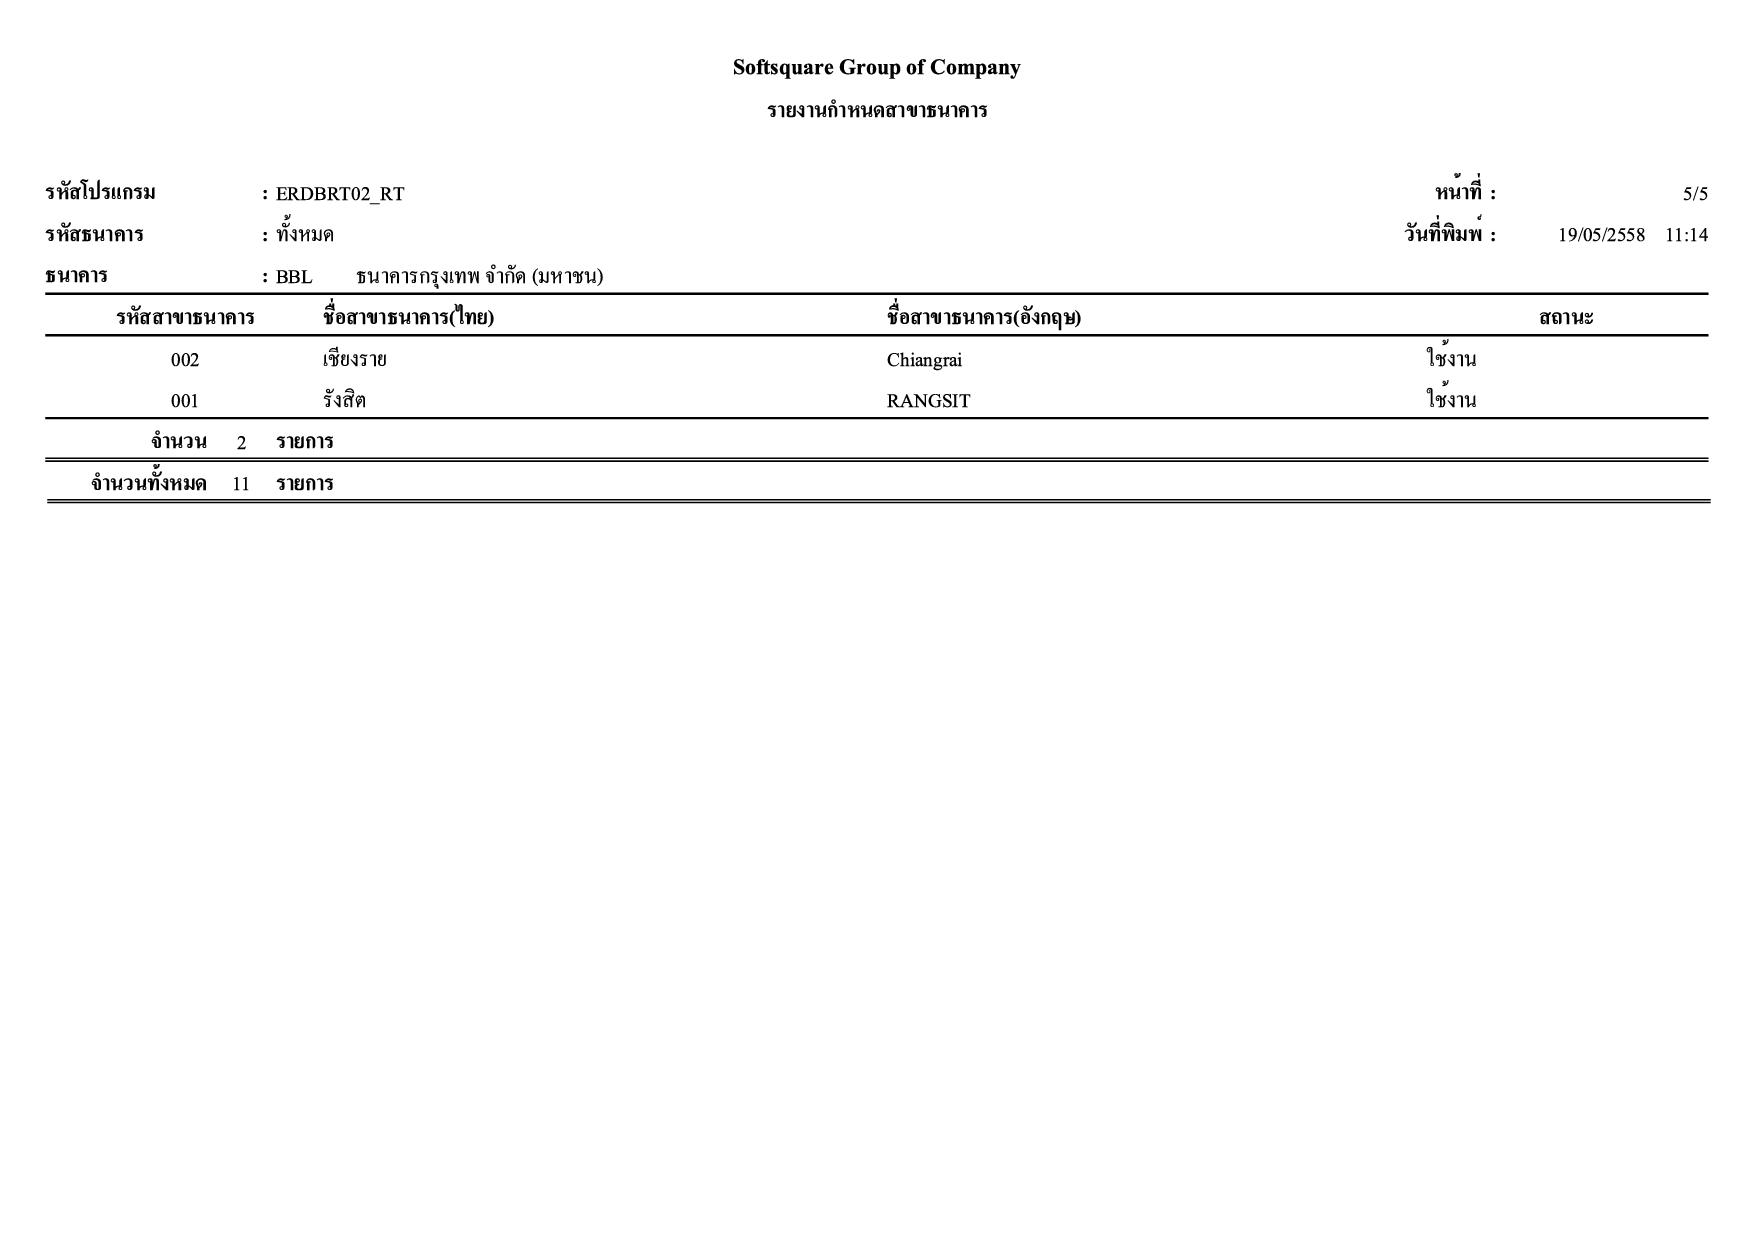 Softsquare Group of Company
รายงานกำหนดสาขาธนาคาร
รหัสโปรแกรม : ERDBRT02_RT หน้าที่ : 5/5
รหัสธนาคาร : ทั้งหมด วันที่พิมพ์ : 19/05/2558 11:14
ธนาคาร : BBL ธนาคารกรุงเทพ จำกัด (มหาชน)
รหัสสาขาธนาคาร ชื่อสาขาธนาคาร(ไทย) ชื่อสาขาธนาคาร(อังกฤษ) สถานะ
002 เชียงราย Chiangrai ใช้งาน
001 รังสิต RANGSIT ใช้งาน
จำนวน 2 รายการ
จำนวนทั้งหมด 11 รายการ